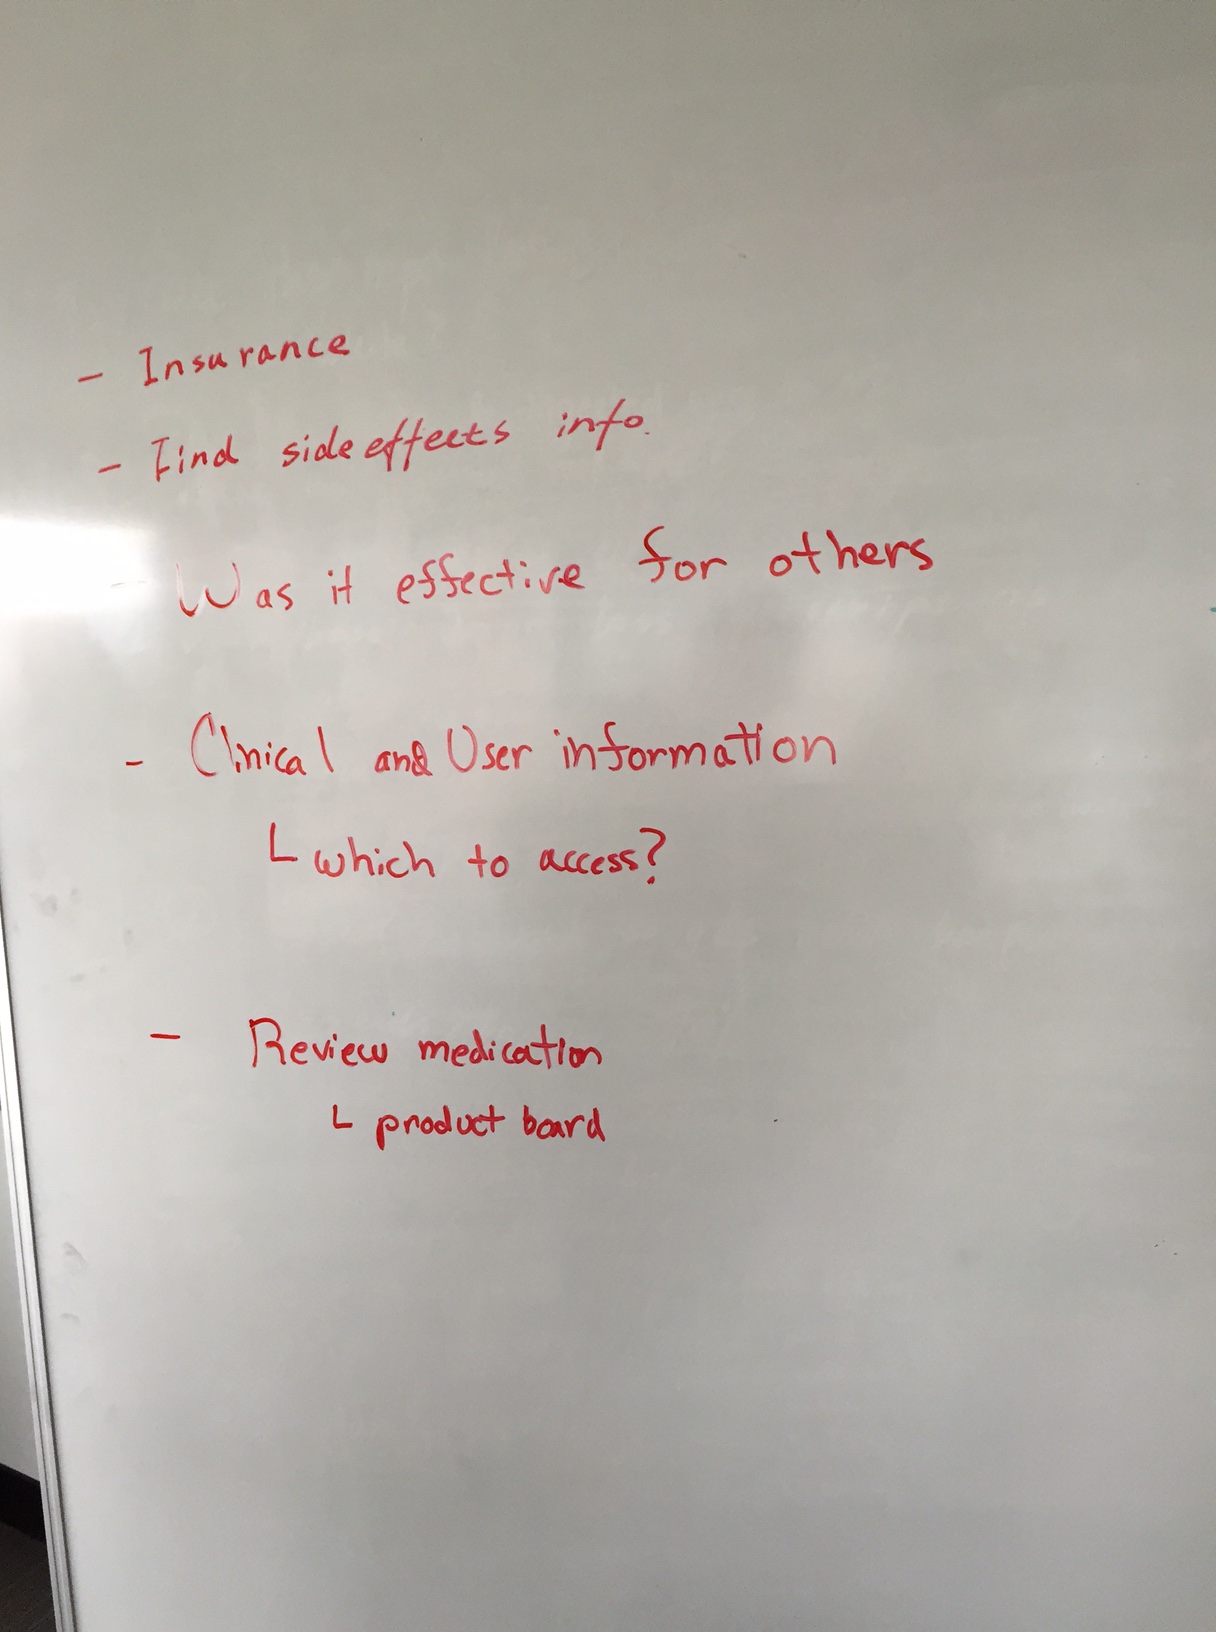 - Insurance
- Find side effects info.
- Was it effective for others
- Clinical and User information
└ which to access?
- Review medication
└ product board